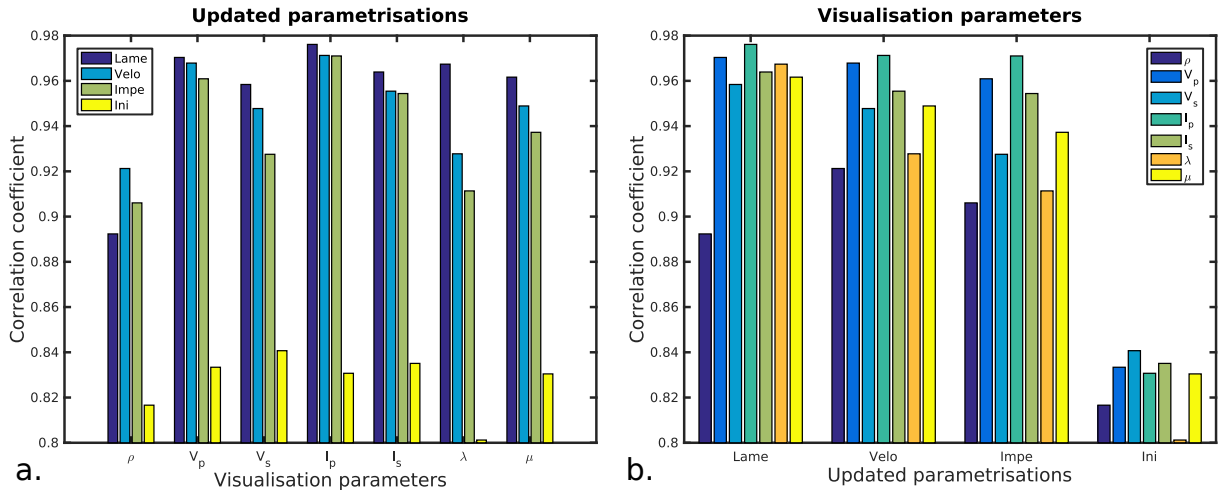 Updated parametrisations
0.98
0.96
0.94
0.92
0.9
0.88
0.86
0.84
0.82
0.8
Correlation coefficient
Lame
Velo
Impe
Ini
ρ Vp Vs Ip Is λ μ
Visualisation parameters
a.
Visualisation parameters
0.98
0.96
0.94
0.92
0.9
0.88
0.86
0.84
0.82
0.8
Correlation coefficient
ρ
Vp
Vs
Ip
Is
λ
μ
Lame Velo Impe Ini
Updated parametrisations
b.